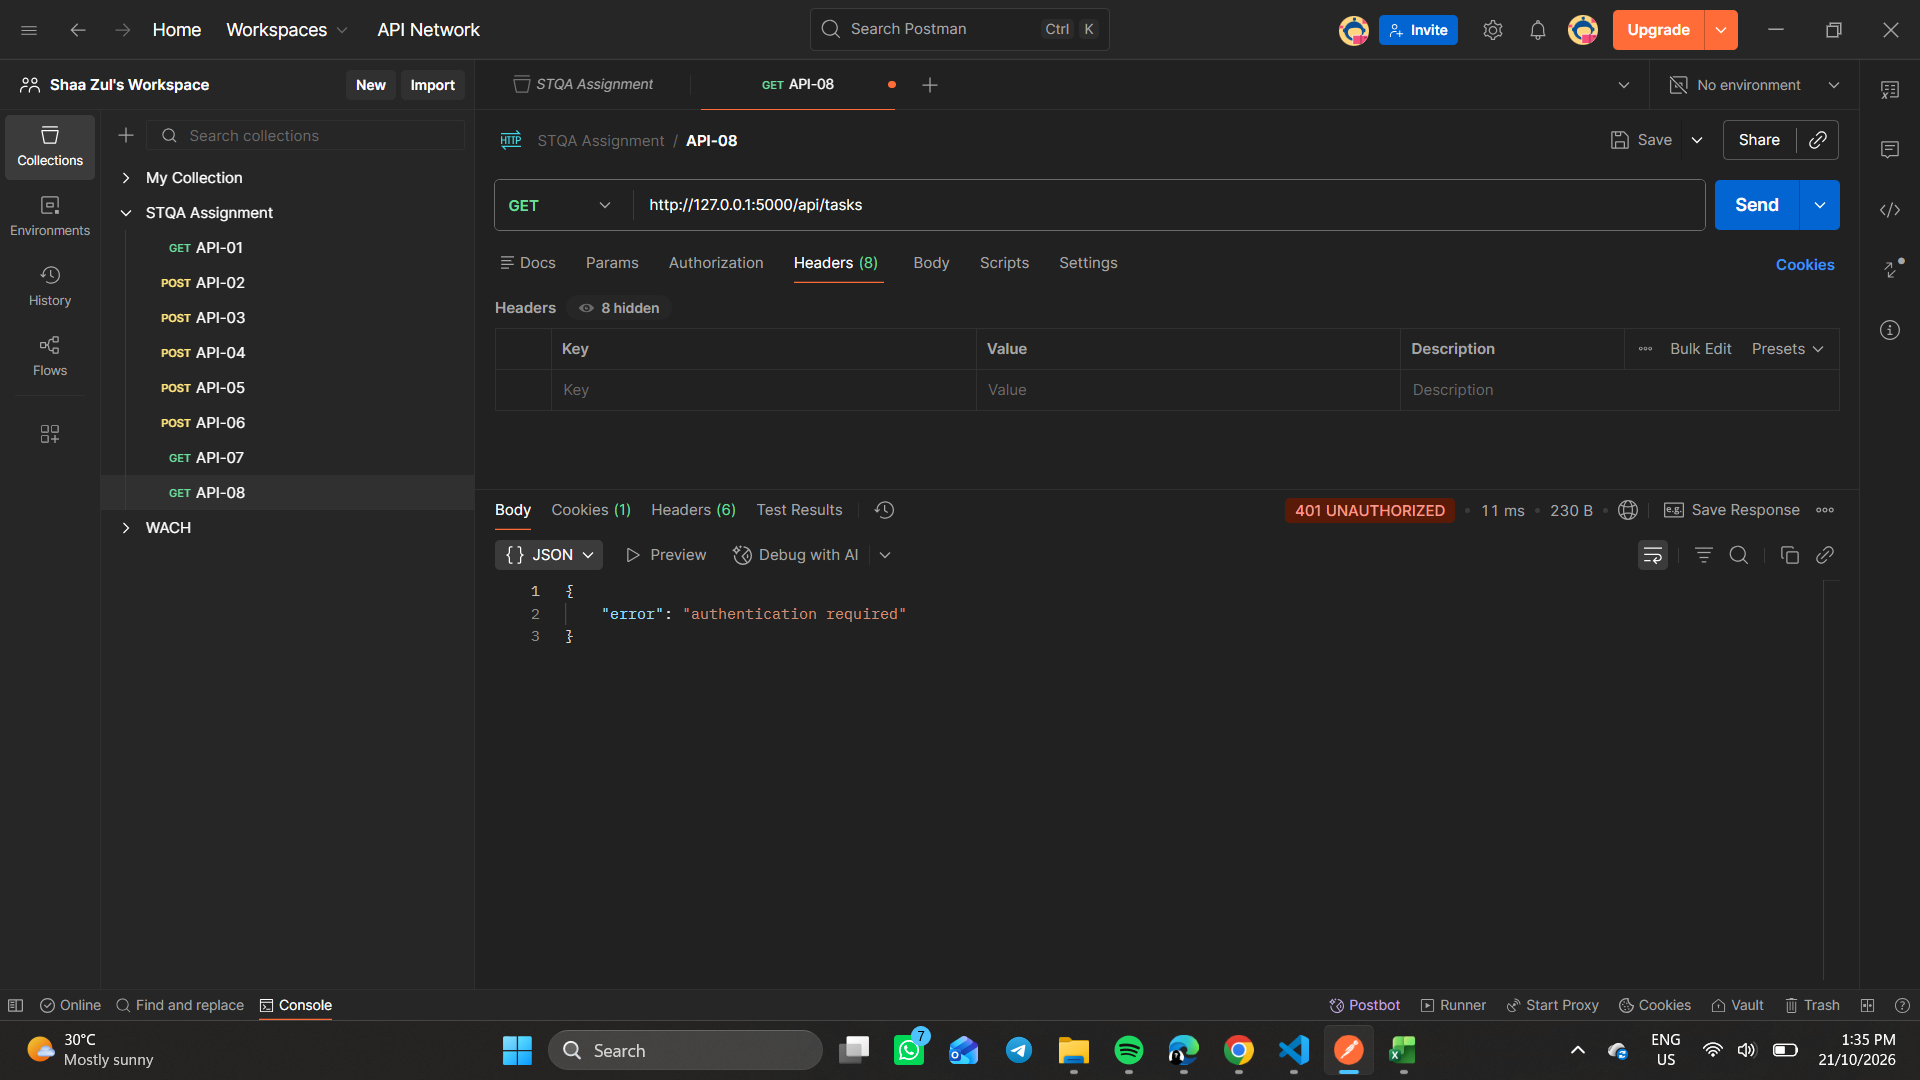 Home Workspaces API Network Search Postman Ctrl K Invite Upgrade
Shaa Zul's Workspace New Import STQA Assignment GET API-08 No environment
Collections
Environments
History
Flows
Search collections
My Collection
STQA Assignment
GET API-01
POST API-02
POST API-03
POST API-04
POST API-05
POST API-06
GET API-07
GET API-08
WACH
HTTP STQA Assignment / API-08 Save Share
GET http://127.0.0.1:5000/api/tasks Send
Docs Params Authorization Headers (8) Body Scripts Settings Cookies
Headers 8 hidden
Key Value Description Bulk Edit Presets
Key Value Description
Body Cookies (1) Headers (6) Test Results 401 UNAUTHORIZED 11 ms 230 B e.g. Save Response
{} JSON Preview Debug with AI
1 {
2 "error": "authentication required"
3 }
Online Find and replace Console Postbot Runner Start Proxy Cookies Vault Trash
30°C
Mostly sunny
Search
7
ENG
US
1:35 PM
21/10/2026